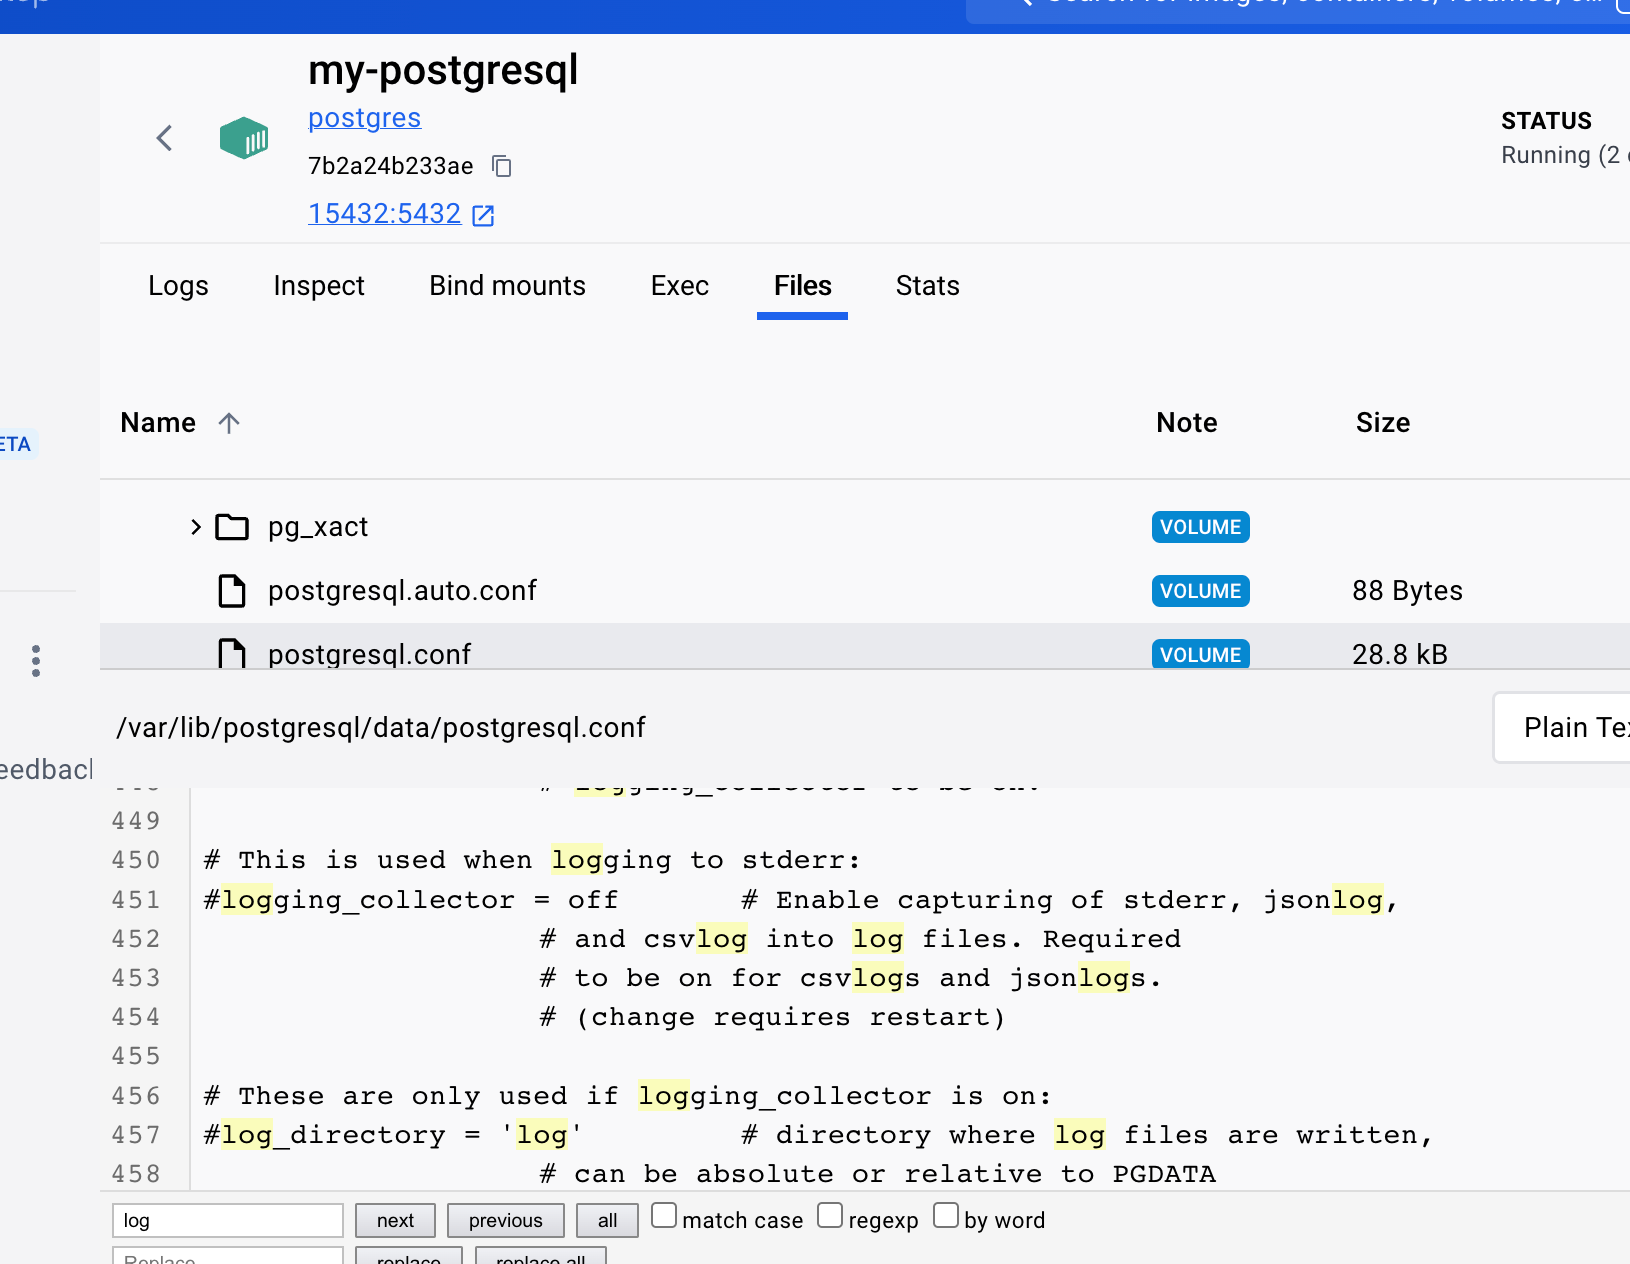 my-postgresql
postgres
7b2a24b233ae
15432:5432
STATUS
Running (2
Logs Inspect Bind mounts Exec Files Stats
Name Note Size
ETA
pg_xact VOLUME
postgresql.auto.conf VOLUME 88 Bytes
postgresql.conf VOLUME 28.8 kB
/var/lib/postgresql/data/postgresql.conf
Plain Tex
eedback
# logging_collector to be on.
449
450 # This is used when logging to stderr:
451 #logging_collector = off # Enable capturing of stderr, jsonlog,
452 # and csvlog into log files. Required
453 # to be on for csvlogs and jsonlogs.
454 # (change requires restart)
455
456 # These are only used if logging_collector is on:
457 #log_directory = 'log' # directory where log files are written,
458 # can be absolute or relative to PGDATA
log next previous all match case regexp by word
Replace replace replace all